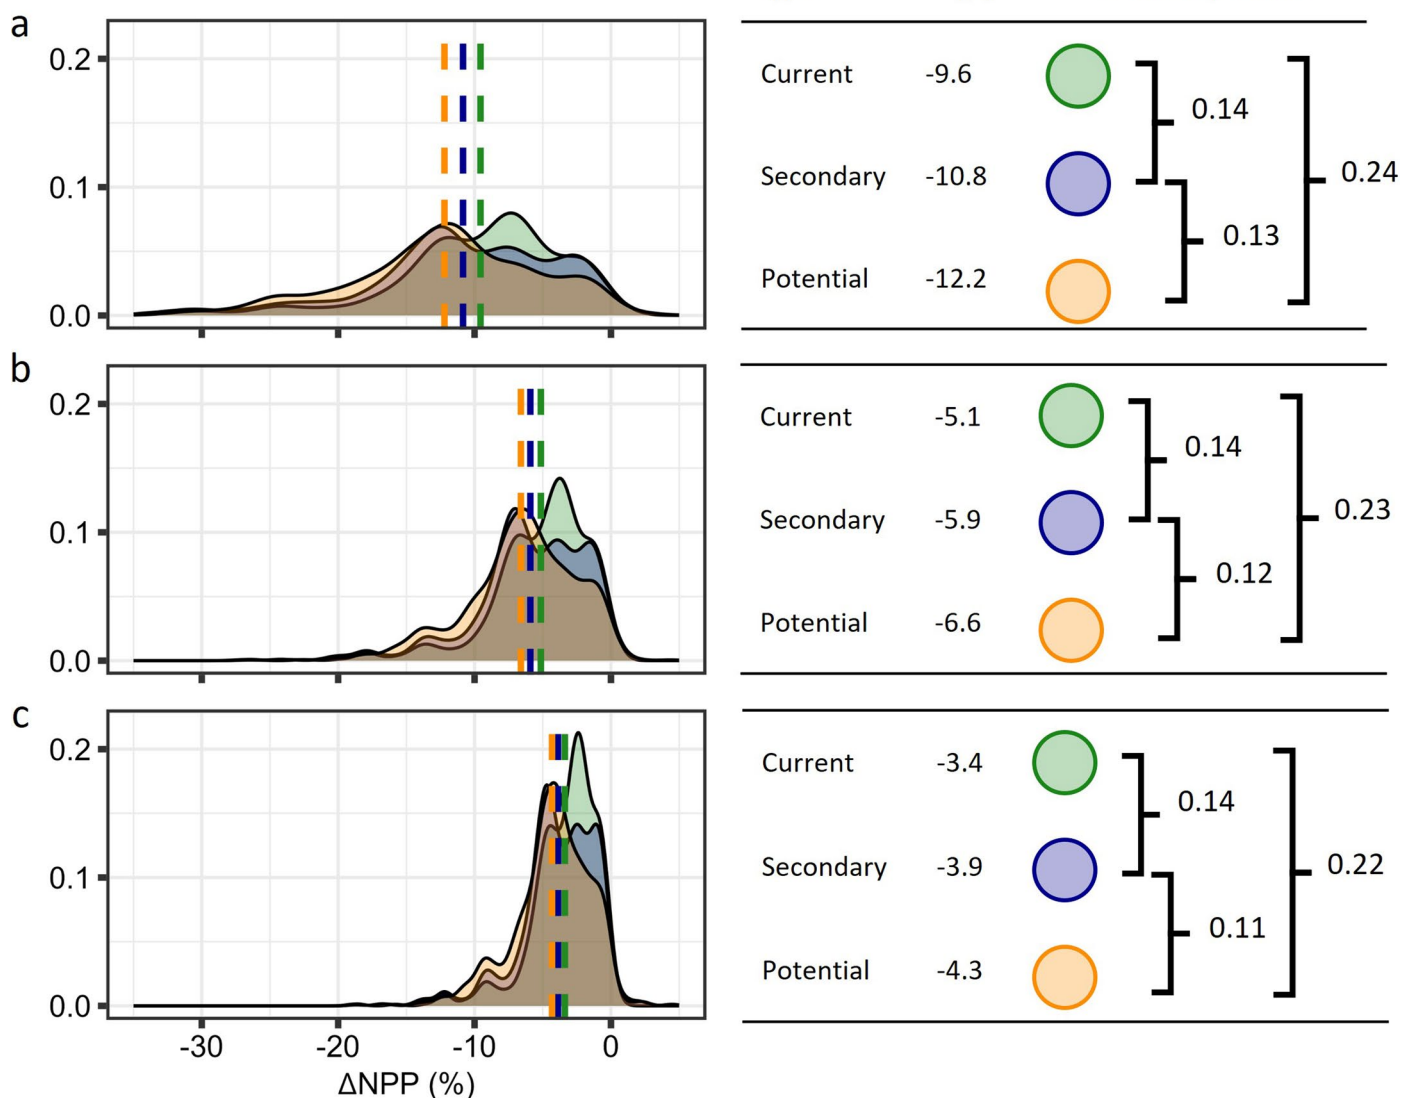 a
0.2
0.1
0.0
Current -9.6
0.14
Secondary -10.8
0.24
0.13
Potential -12.2
b
0.2
0.1
0.0
Current -5.1
0.14
Secondary -5.9
0.23
0.12
Potential -6.6
c
0.2
0.1
0.0
Current -3.4
0.14
Secondary -3.9
0.22
0.11
Potential -4.3
-30 -20 -10 0
ΔNPP (%)